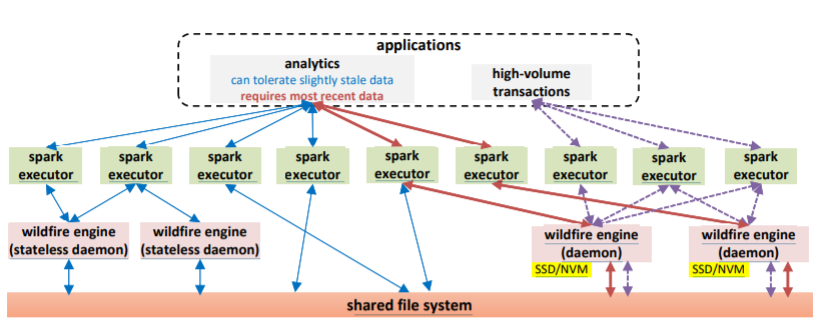 applications
analytics
can tolerate slightly stale data
requires most recent data
high-volume
transactions
spark
executor
spark
executor
spark
executor
spark
executor
spark
executor
spark
executor
spark
executor
spark
executor
spark
executor
wildfire engine
(stateless daemon)
wildfire engine
(stateless daemon)
wildfire engine
(daemon)
SSD/NVM
wildfire engine
(daemon)
SSD/NVM
shared file system